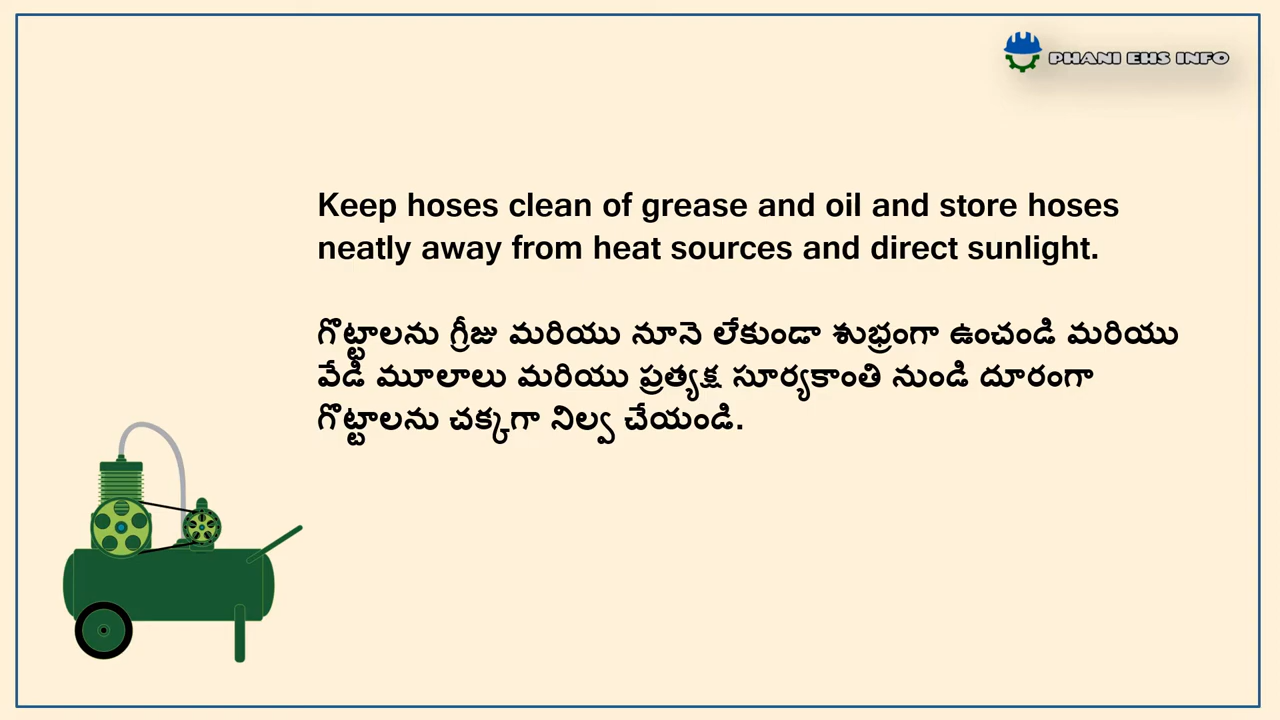 PHANI EHS INFO
Keep hoses clean of grease and oil and store hoses
neatly away from heat sources and direct sunlight.
గొట్టాలను గ్రీజు మరియు నూనె లేకుండా శుభ్రంగా ఉంచండి మరియు
వేడి మూలాలు మరియు ప్రత్యక్ష సూర్యకాంతి నుండి దూరంగా
గొట్టాలను చక్కగా నిల్వ చేయండి.